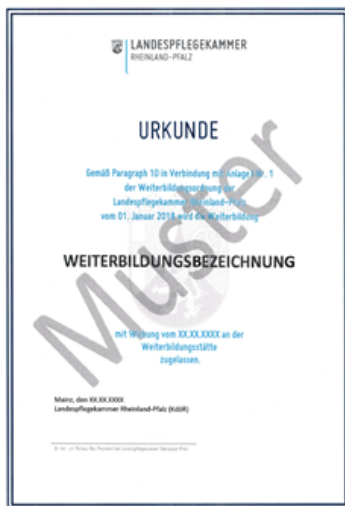 LANDESPFLEGEKAMMER
RHEINLAND-PFALZ
URKUNDE
Gemäß Paragraph 10 in Verbindung mit Anlage I Nr. 1
der Weiterbildungsordnung der
Landespflegekammer Rheinland-Pfalz
vom 01. Januar 2018 wird die Weiterbildung
WEITERBILDUNGSBEZEICHNUNG
Muster
mit Wirkung vom XX.XX.XXXX an der
Weiterbildungsstätte
zugelassen.
Mainz, den XX.XX.XXXX
Landespflegekammer Rheinland-Pfalz (KdöR)